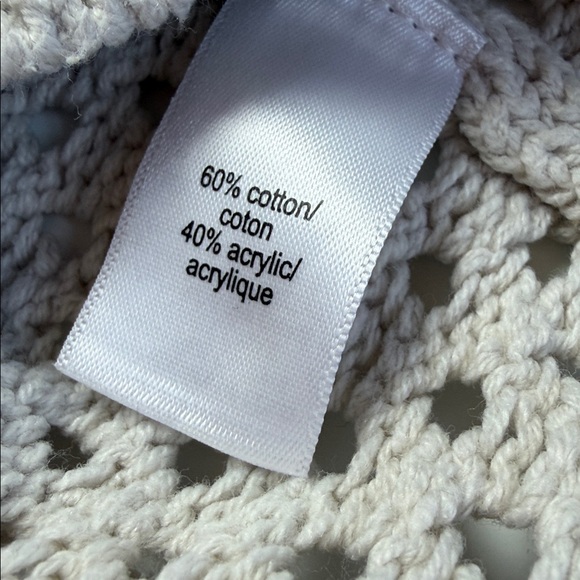 60% cotton/
coton
40% acrylic/
acrylique